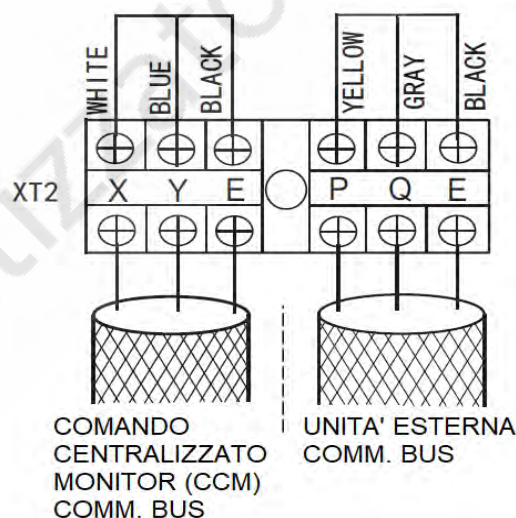 WHITE
BLUE
BLACK
YELLOW
GRAY
BLACK
XT2
X Y E P Q E
COMANDO
CENTRALIZZATO
MONITOR (CCM)
COMM. BUS
UNITA' ESTERNA
COMM. BUS